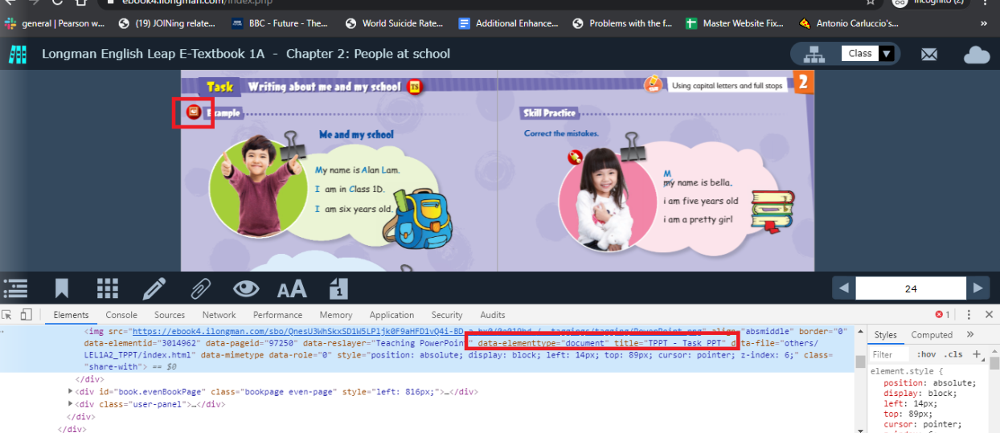 ebook4.ilongman.com/index.php
Incognito (2)
general | Pearson w...
(19) JOINing relate...
BBC - Future - The...
World Suicide Rate...
Additional Enhance...
Problems with the f...
Master Website Fix...
Antonio Carluccio's...
»
Longman English Leap E-Textbook 1A - Chapter 2: People at school
Class
Task Writing about me and my school TS
Using capital letters and full stops 2
Example
Skill Practice
Me and my school
Correct the mistakes.
My name is Alan Lam.
I am in Class 1D.
I am six years old.
M
my name is bella.
i am five years old
i am a pretty girl
AA
1
24
Elements Console Sources Network Performance Memory Application Security Audits
1
<img src="https://ebook4.ilongman.com/sbo/
align="absmiddle" border="0"
data-elementid="3014962" data-pageid="97250" data-reslayer="Teaching PowerPoint" data-elementtype="document" title="TPPT - Task PPT" data-file="others/
LEL1A2_TPPT/index.html" data-mimetype data-role="0" style="position: absolute; display: block; left: 14px; top: 89px; cursor: pointer; z-index: 6;" class=
"share-with"> == $0
</div>
<div id="book.evenBookPage" class="bookpage even-page" style="left: 816px;">…</div>
<div class="user-panel">…</div>
</div>
</div>
Styles Computed »
Filter :hov .cls +
element.style {
position: absolute;
display: block;
left: 14px;
top: 89px;
cursor: pointer;